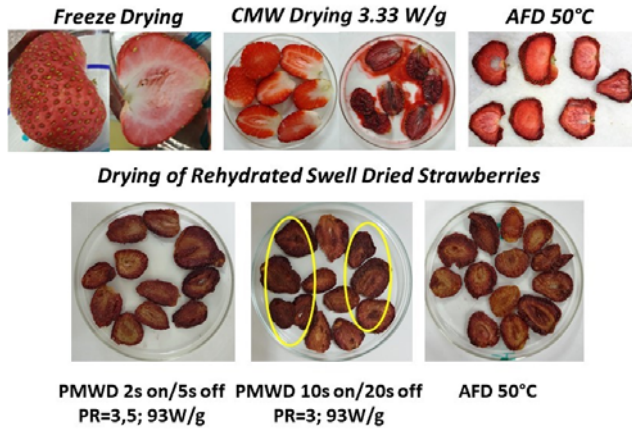 Freeze Drying
CMW Drying 3.33 W/g
AFD 50°C
Drying of Rehydrated Swell Dried Strawberries
PMWD 2s on/5s off
PR=3,5; 93W/g
PMWD 10s on/20s off
PR=3; 93W/g
AFD 50°C